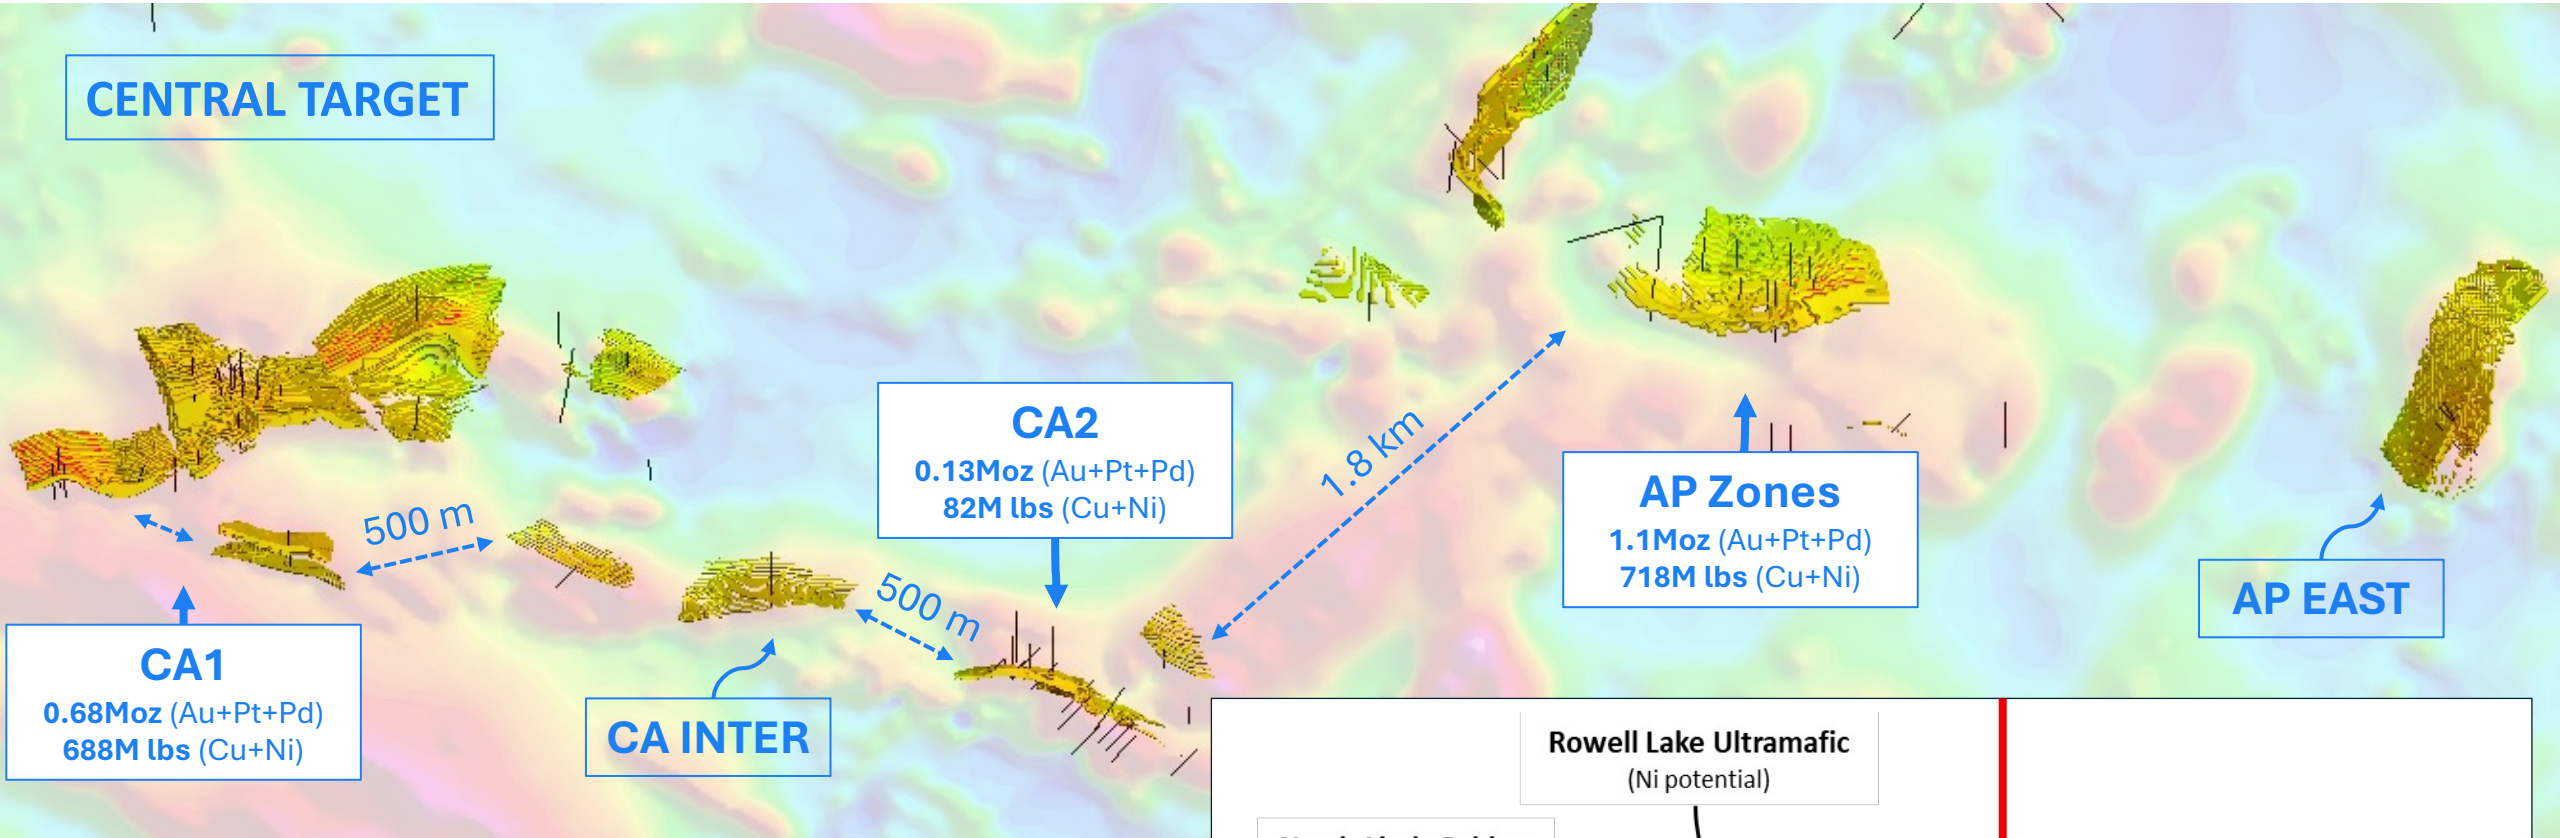 CENTRAL TARGET
CA1
0.68Moz (Au+Pt+Pd)
688M lbs (Cu+Ni)
500 m
CA INTER
500 m
CA2
0.13Moz (Au+Pt+Pd)
82M lbs (Cu+Ni)
1.8 km
AP Zones
1.1Moz (Au+Pt+Pd)
718M lbs (Cu+Ni)
AP EAST
Rowell Lake Ultramafic
(Ni potential)